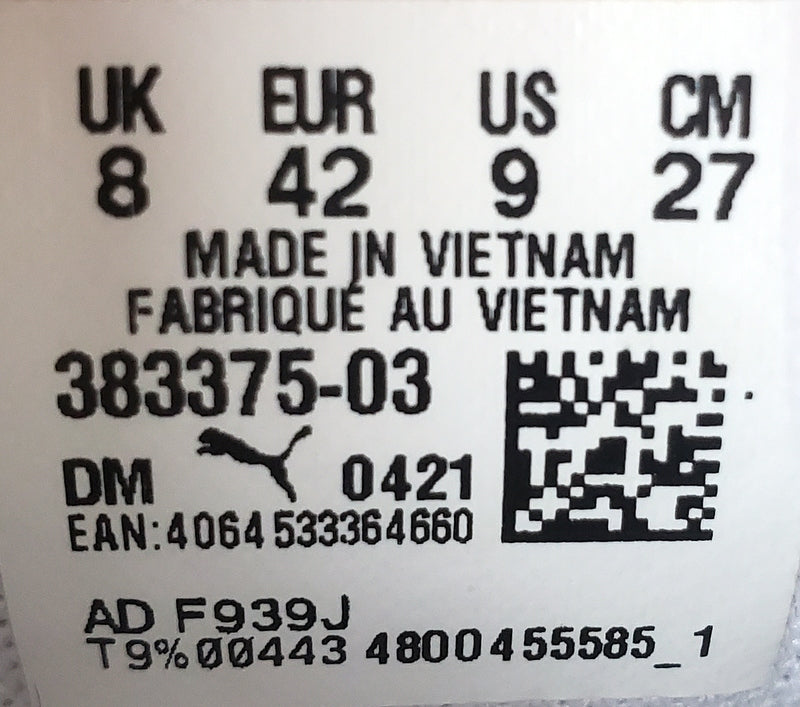 UK EUR US CM
8 42 9 27
MADE IN VIETNAM
FABRIQUÉ AU VIETNAM
383375-03
DM 0421
EAN:4064533364660
AD F939J
T9%00443 4800455585_1